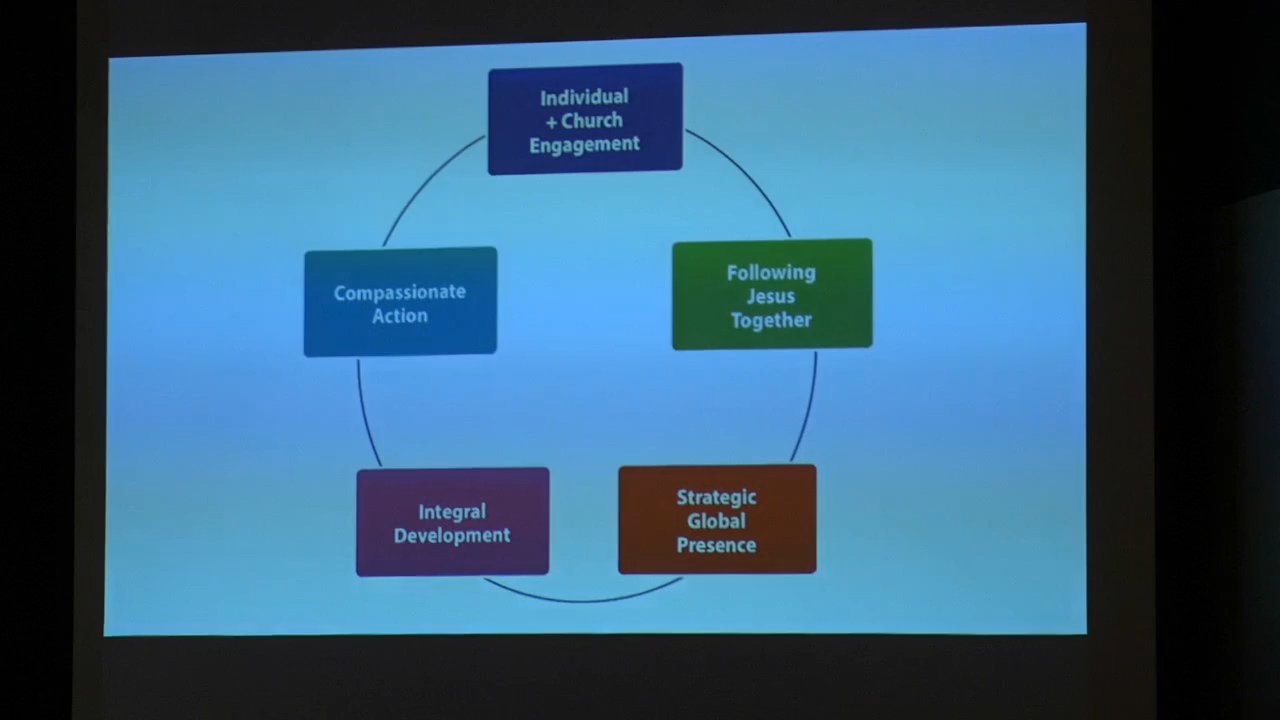 Individual
+ Church
Engagement
Compassionate
Action
Following
Jesus
Together
Integral
Development
Strategic
Global
Presence